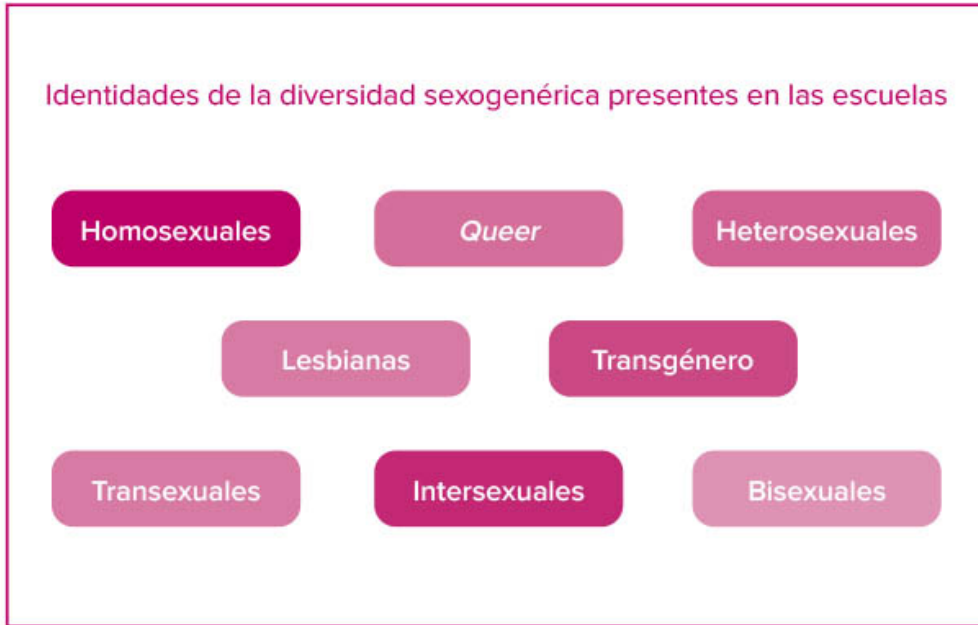 Identidades de la diversidad sexogenérica presentes en las escuelas
Homosexuales
Queer
Heterosexuales
Lesbianas
Transgénero
Transexuales
Intersexuales
Bisexuales